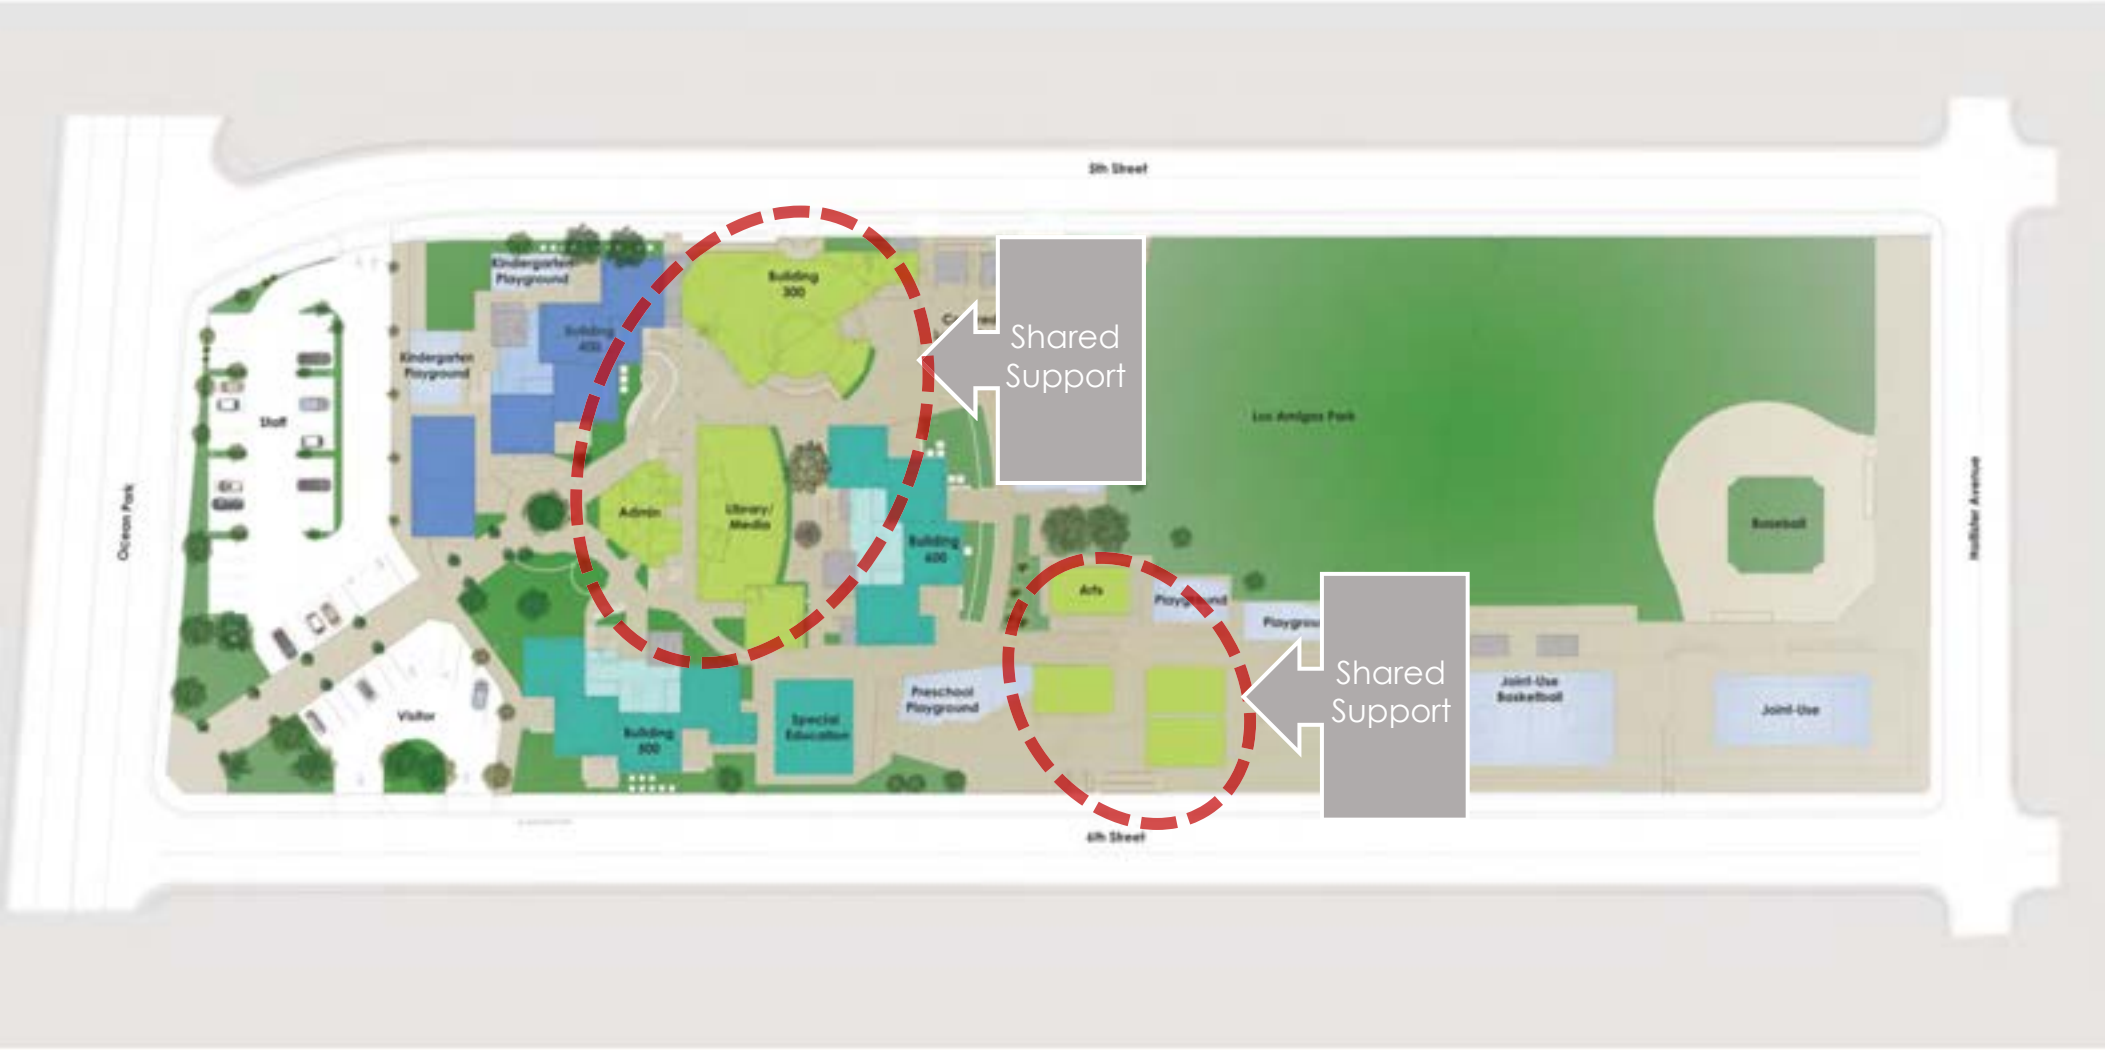 5th Street
Kindergarten
Playground
Building
300
Shared
Support
Building
400
Kindergarten
Playground
Staff
Los Amigos Park
Ocean Park
Admin
Library/
Media
Building
600
Baseball
Hollister Avenue
Arts
Playground
Shared
Support
Preschool
Playground
Joint-Use
Basketball
Joint-Use
Visitor
Special
Education
Building
500
6th Street